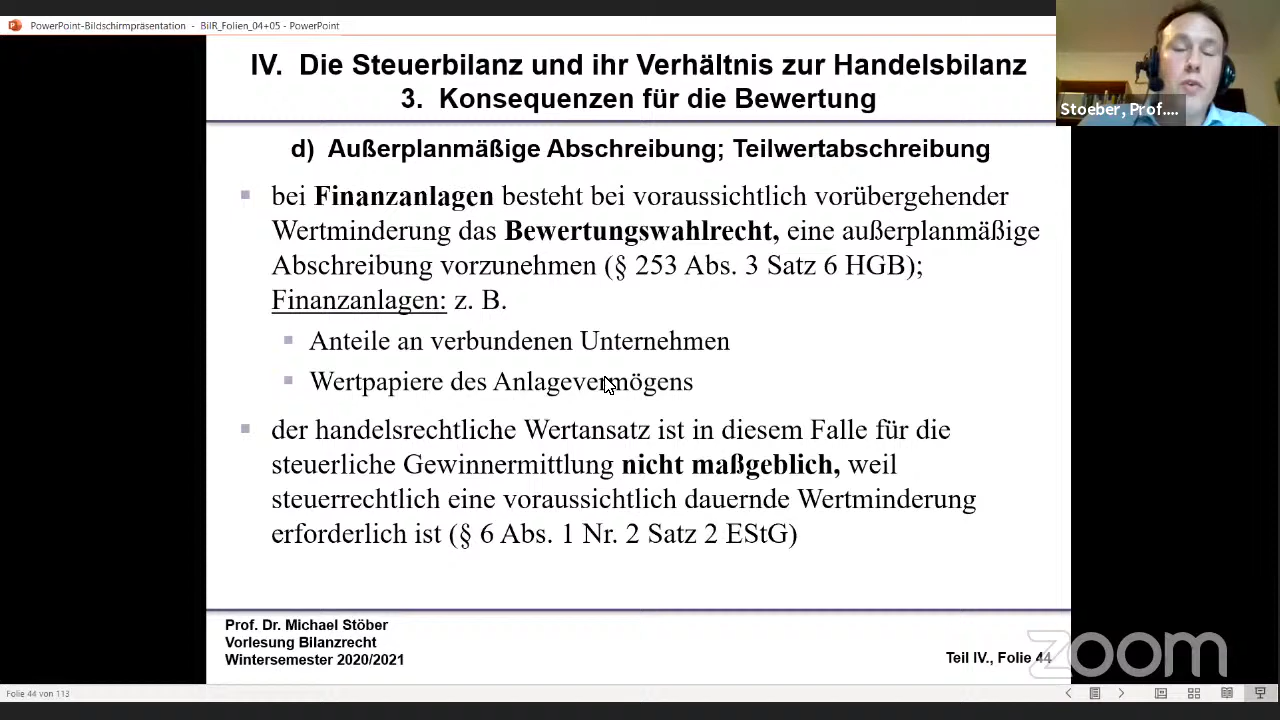 PowerPoint-Bildschirmpräsentation - BilR_Folien_04+05 - PowerPoint
Stoeber, Prof....
IV. Die Steuerbilanz und ihr Verhältnis zur Handelsbilanz
3. Konsequenzen für die Bewertung
d) Außerplanmäßige Abschreibung; Teilwertabschreibung
bei Finanzanlagen besteht bei voraussichtlich vorübergehender
Wertminderung das Bewertungswahlrecht, eine außerplanmäßige
Abschreibung vorzunehmen (§ 253 Abs. 3 Satz 6 HGB);
Finanzanlagen: z. B.
Anteile an verbundenen Unternehmen
Wertpapiere des Anlagevermögens
der handelsrechtliche Wertansatz ist in diesem Falle für die
steuerliche Gewinnermittlung nicht maßgeblich, weil
steuerrechtlich eine voraussichtlich dauernde Wertminderung
erforderlich ist (§ 6 Abs. 1 Nr. 2 Satz 2 EStG)
Prof. Dr. Michael Stöber
Vorlesung Bilanzrecht
Wintersemester 2020/2021
Teil IV., Folie 44
zoom
Folie 44 von 113